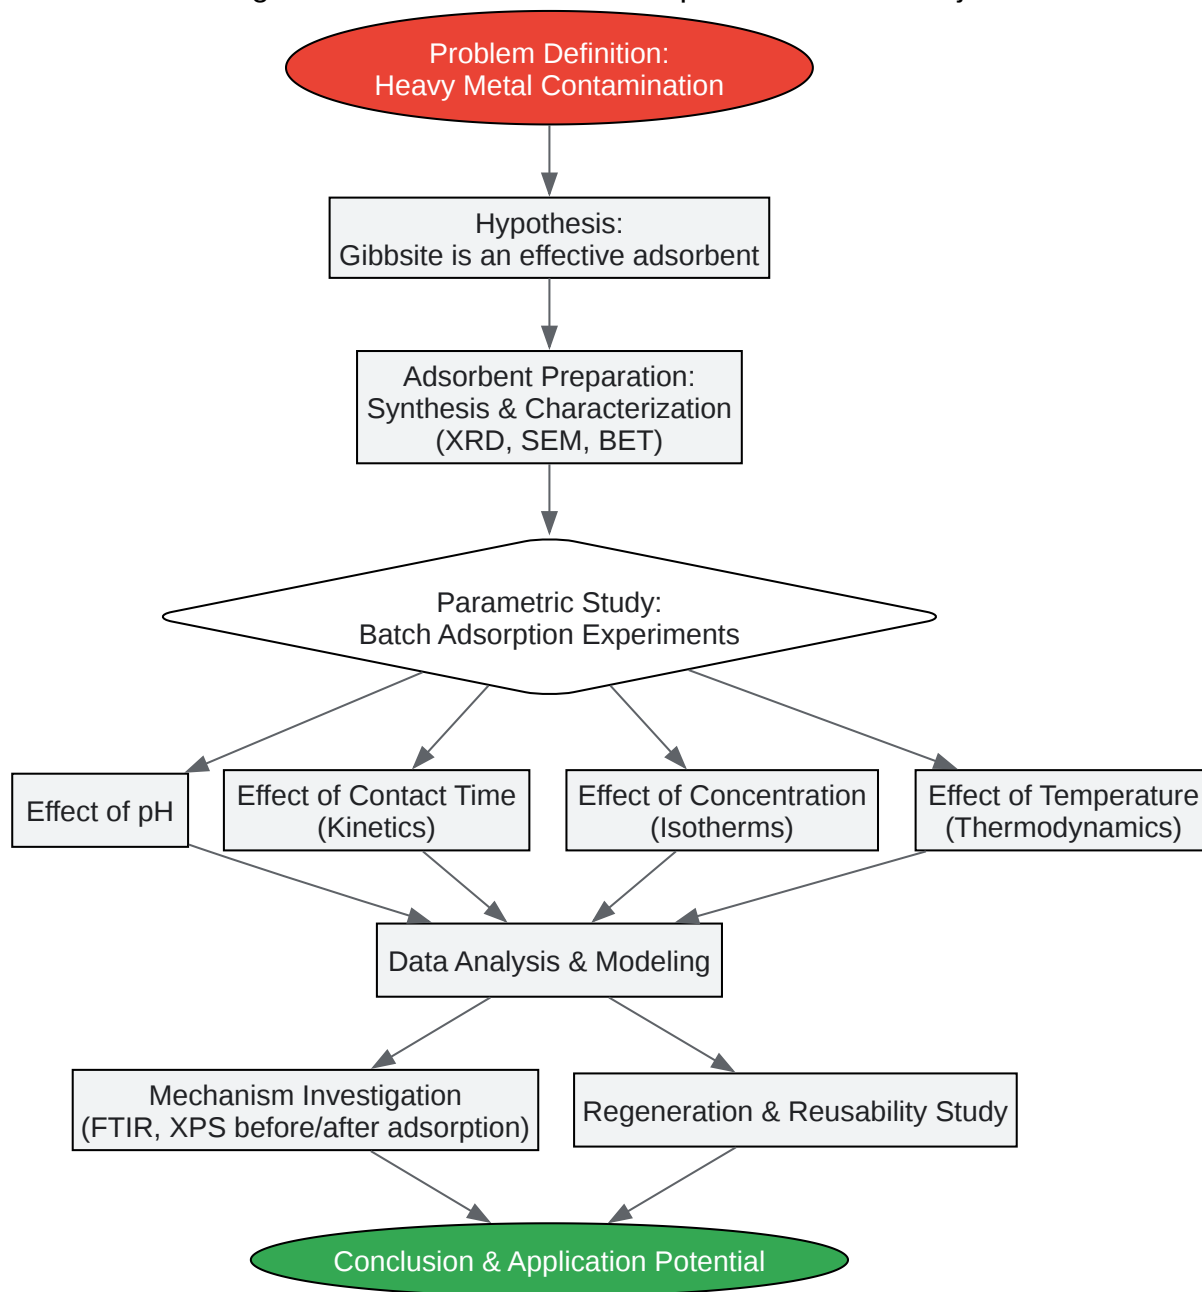 Problem Definition:
Heavy Metal Contamination
Hypothesis:
Gibbsite is an effective adsorbent
Adsorbent Preparation:
Synthesis & Characterization
(XRD, SEM, BET)
Parametric Study:
Batch Adsorption Experiments
Effect of pH
Effect of Contact Time
(Kinetics)
Effect of Concentration
(Isotherms)
Effect of Temperature
(Thermodynamics)
Data Analysis & Modeling
Mechanism Investigation
(FTIR, XPS before/after adsorption)
Regeneration & Reusability Study
Conclusion & Application Potential